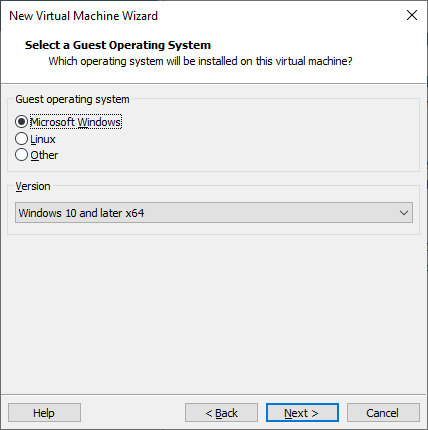 New Virtual Machine Wizard
Select a Guest Operating System
Which operating system will be installed on this virtual machine?
Guest operating system
Microsoft Windows
Linux
Other
Version
Windows 10 and later x64
Help
< Back
Next >
Cancel